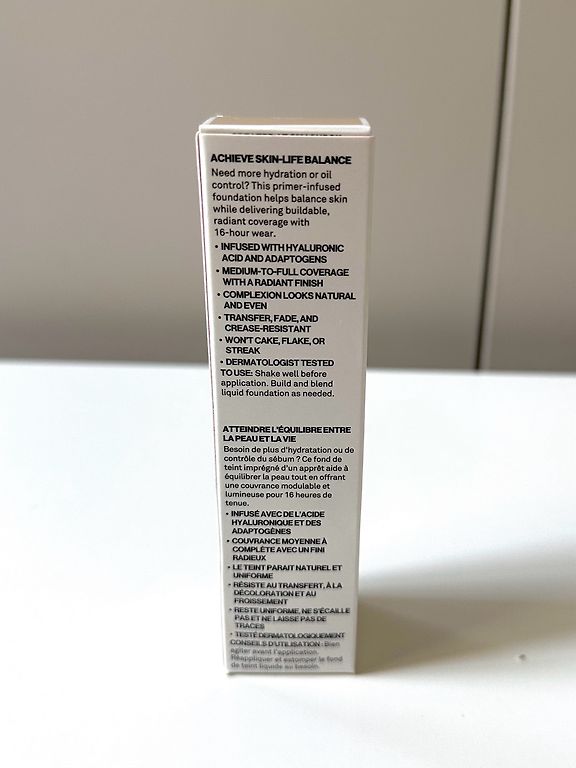 ACHIEVE SKIN-LIFE BALANCE
Need more hydration or oil
control? This primer-infused
foundation helps balance skin
while delivering buildable,
radiant coverage with
16-hour wear.
• INFUSED WITH HYALURONIC
ACID AND ADAPTOGENS
• MEDIUM-TO-FULL COVERAGE
WITH A RADIANT FINISH
• COMPLEXION LOOKS NATURAL
AND EVEN
• TRANSFER, FADE, AND
CREASE-RESISTANT
• WON'T CAKE, FLAKE, OR
STREAK
• DERMATOLOGIST TESTED
TO USE: Shake well before
application. Build and blend
liquid foundation as needed.
ATTEINDRE L'ÉQUILIBRE ENTRE
LA PEAU ET LA VIE
Besoin de plus d'hydratation ou de
contrôle du sébum ? Ce fond de
teint imprégné d'un apprêt aide à
équilibrer la peau tout en offrant
une couvrance modulable et
lumineuse pour 16 heures de
tenue.
• INFUSÉ AVEC DE L'ACIDE
HYALURONIQUE ET DES
ADAPTOGÈNES
• COUVRANCE MOYENNE À
COMPLÈTE AVEC UN FINI
RADIEUX
• LE TEINT PARAIT NATUREL ET
UNIFORME
• RÉSISTE AU TRANSFERT, À LA
DÉCOLORATION ET AU
FROISSEMENT
• RESTE UNIFORME, NE S'ÉCAILLE
PAS ET NE LAISSE PAS DE
TRACES
• TESTÉ DERMATOLOGIQUEMENT
CONSEILS D'UTILISATION : Bien
agiter avant l'application.
Réappliquer et estomper le fond
de teint liquide au besoin.